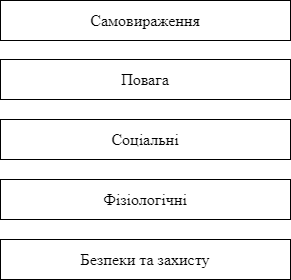 Самовираження
Повага
Соціальні
Фізіологічні
Безпеки та захисту